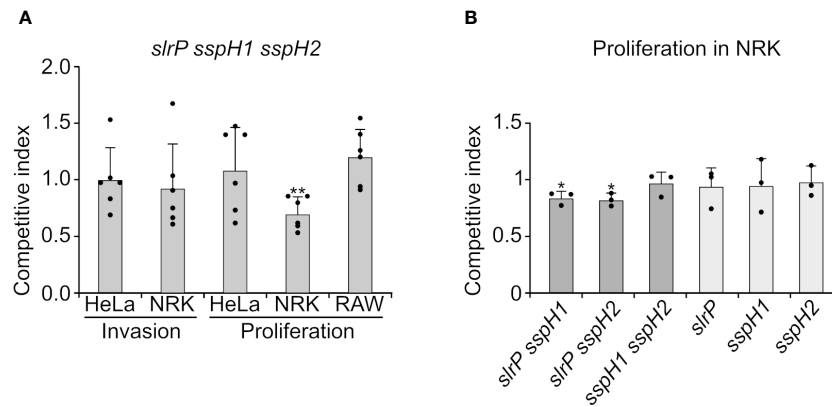 A
slrP sspH1 sspH2
Competitive index
2.0
1.5
1.0
0.5
0.0
**
HeLa NRK HeLa NRK RAW
Invasion Proliferation
B
Proliferation in NRK
Competitive index
1.5
1
0.5
0
* *
slrP sspH1
slrP sspH2
sspH1 sspH2
slrP
sspH1
sspH2